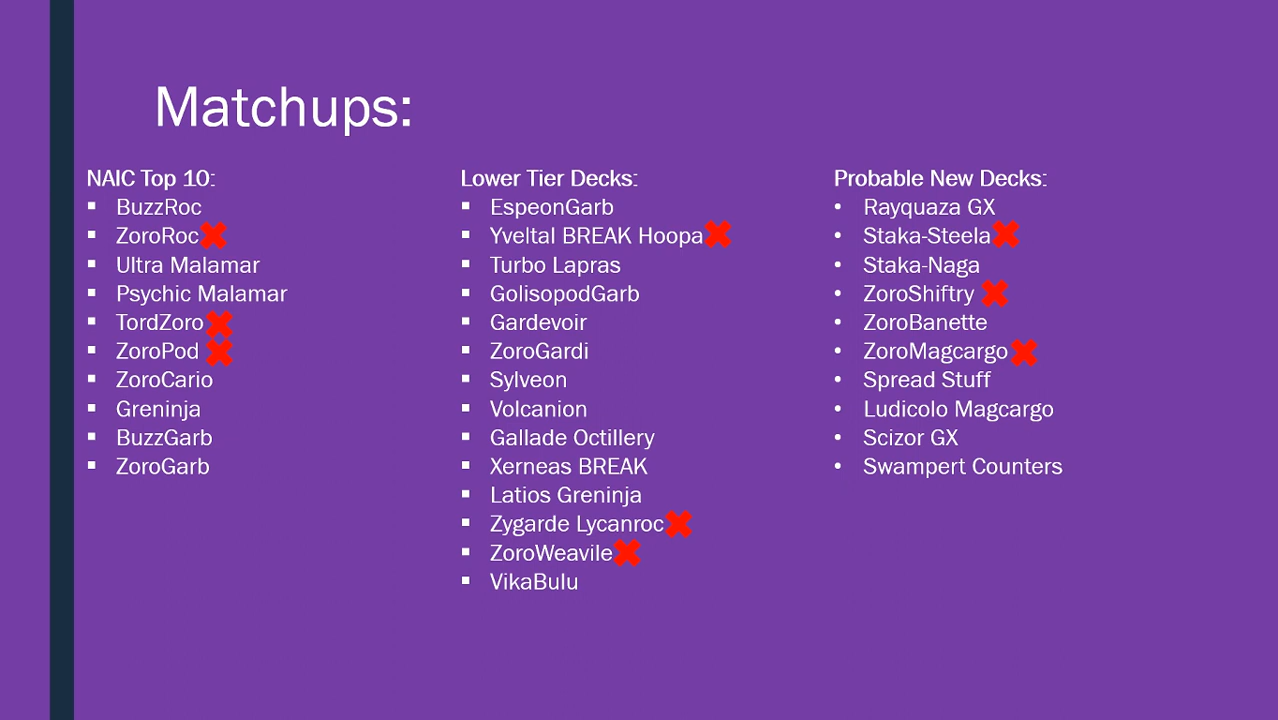 Matchups:
NAIC Top 10:
BuzzRoc
ZoroRoc
Ultra Malamar
Psychic Malamar
TordZoro
ZoroPod
ZoroCario
Greninja
BuzzGarb
ZoroGarb
Lower Tier Decks:
EspeonGarb
Yveltal BREAK Hoopa
Turbo Lapras
GolisopodGarb
Gardevoir
ZoroGardi
Sylveon
Volcanion
Gallade Octillery
Xerneas BREAK
Latios Greninja
Zygarde Lycanroc
ZoroWeavile
VikaBulu
Probable New Decks:
Rayquaza GX
Staka-Steela
Staka-Naga
ZoroShiftry
ZoroBanette
ZoroMagcargo
Spread Stuff
Ludicolo Magcargo
Scizor GX
Swampert Counters